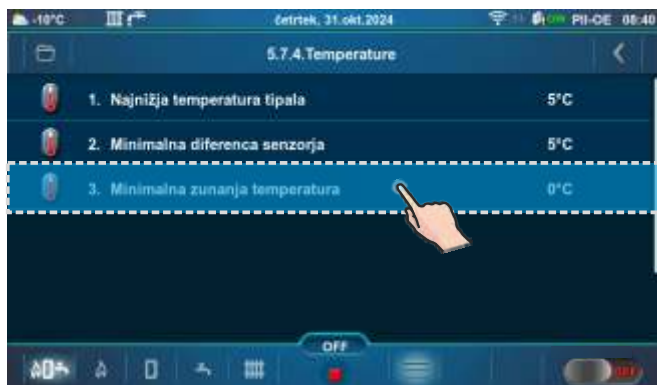 -10°C četrtek, 31.okt.2024 PII-OE 08:40
5.7.4.Temperature
1. Najnižja temperatura tipala 5°C
2. Minimalna diferenca senzorja 5°C
3. Minimalna zunanja temperatura 0°C
OFF
OFF